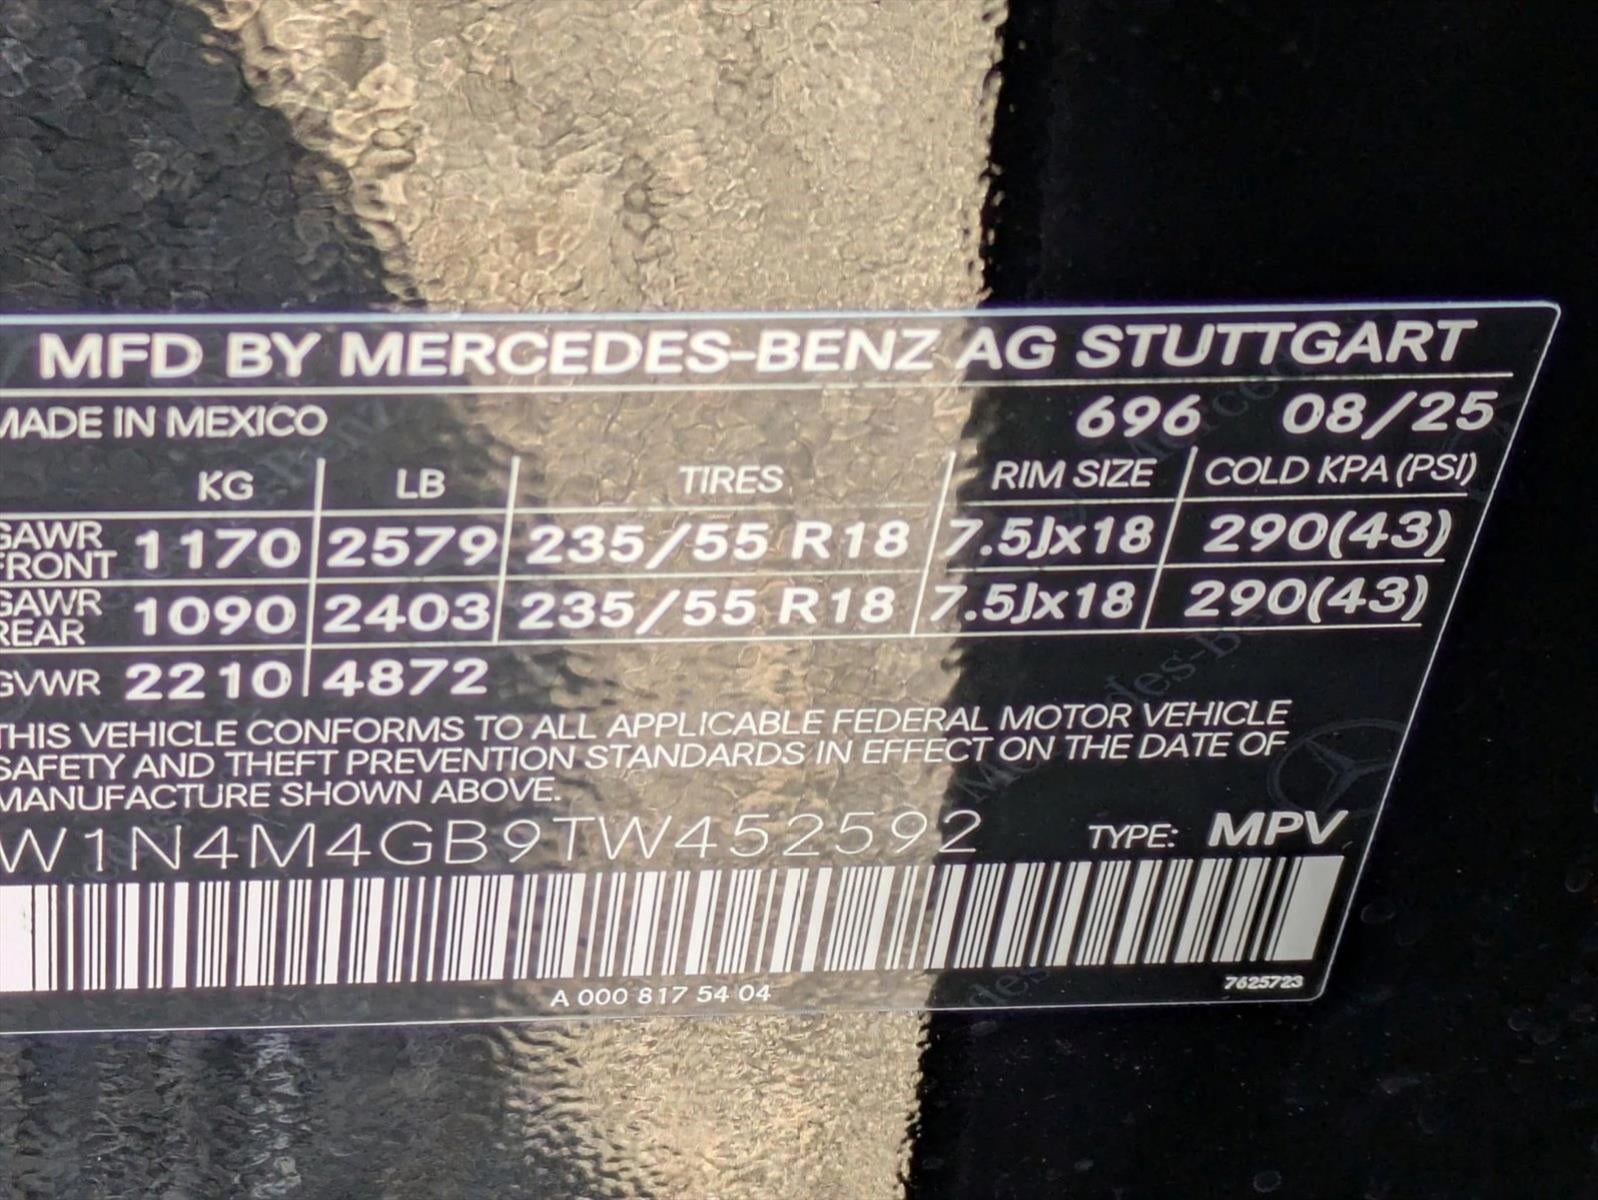 MFD BY MERCEDES-BENZ AG STUTTGART
MADE IN MEXICO 696 08/25
KG LB TIRES RIM SIZE COLD KPA (PSI)
GAWR FRONT 1170 2579 235/55 R18 7.5Jx18 290(43)
GAWR REAR 1090 2403 235/55 R18 7.5Jx18 290(43)
GVWR 2210 4872
THIS VEHICLE CONFORMS TO ALL APPLICABLE FEDERAL MOTOR VEHICLE
SAFETY AND THEFT PREVENTION STANDARDS IN EFFECT ON THE DATE OF
MANUFACTURE SHOWN ABOVE.
W1N4M4GB9TW452592 TYPE: MPV
A 000 817 54 04
7625723